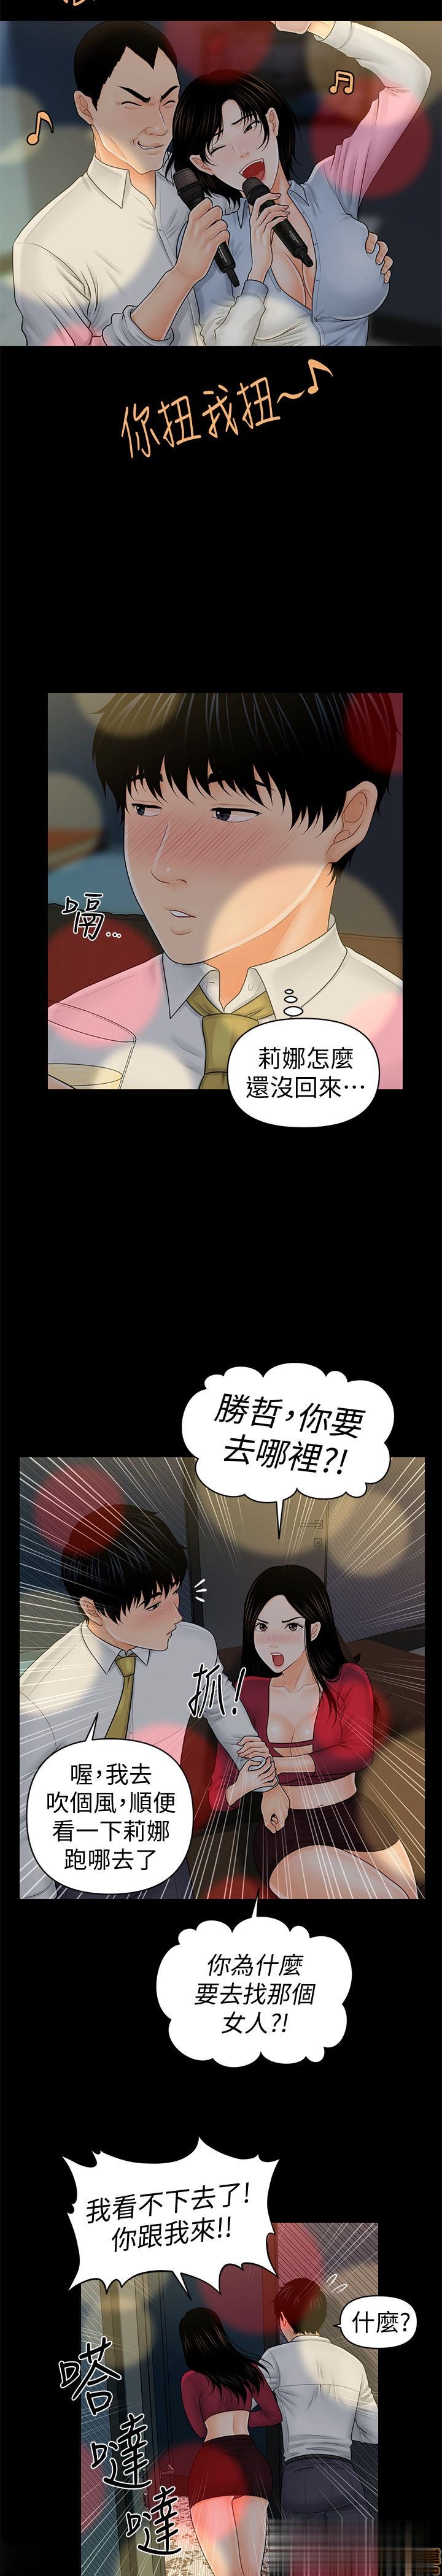 你扭我扭~♪
嗝…
莉娜怎麼
還沒回來…
勝哲，你要
去哪裡?!
抓!
喔，我去
吹個風，順便
看一下莉娜
跑哪去了
你為什麼
要去找那個
女人?!
我看不下去了!
你跟我來!!
什麼?
嗒
噠
噠